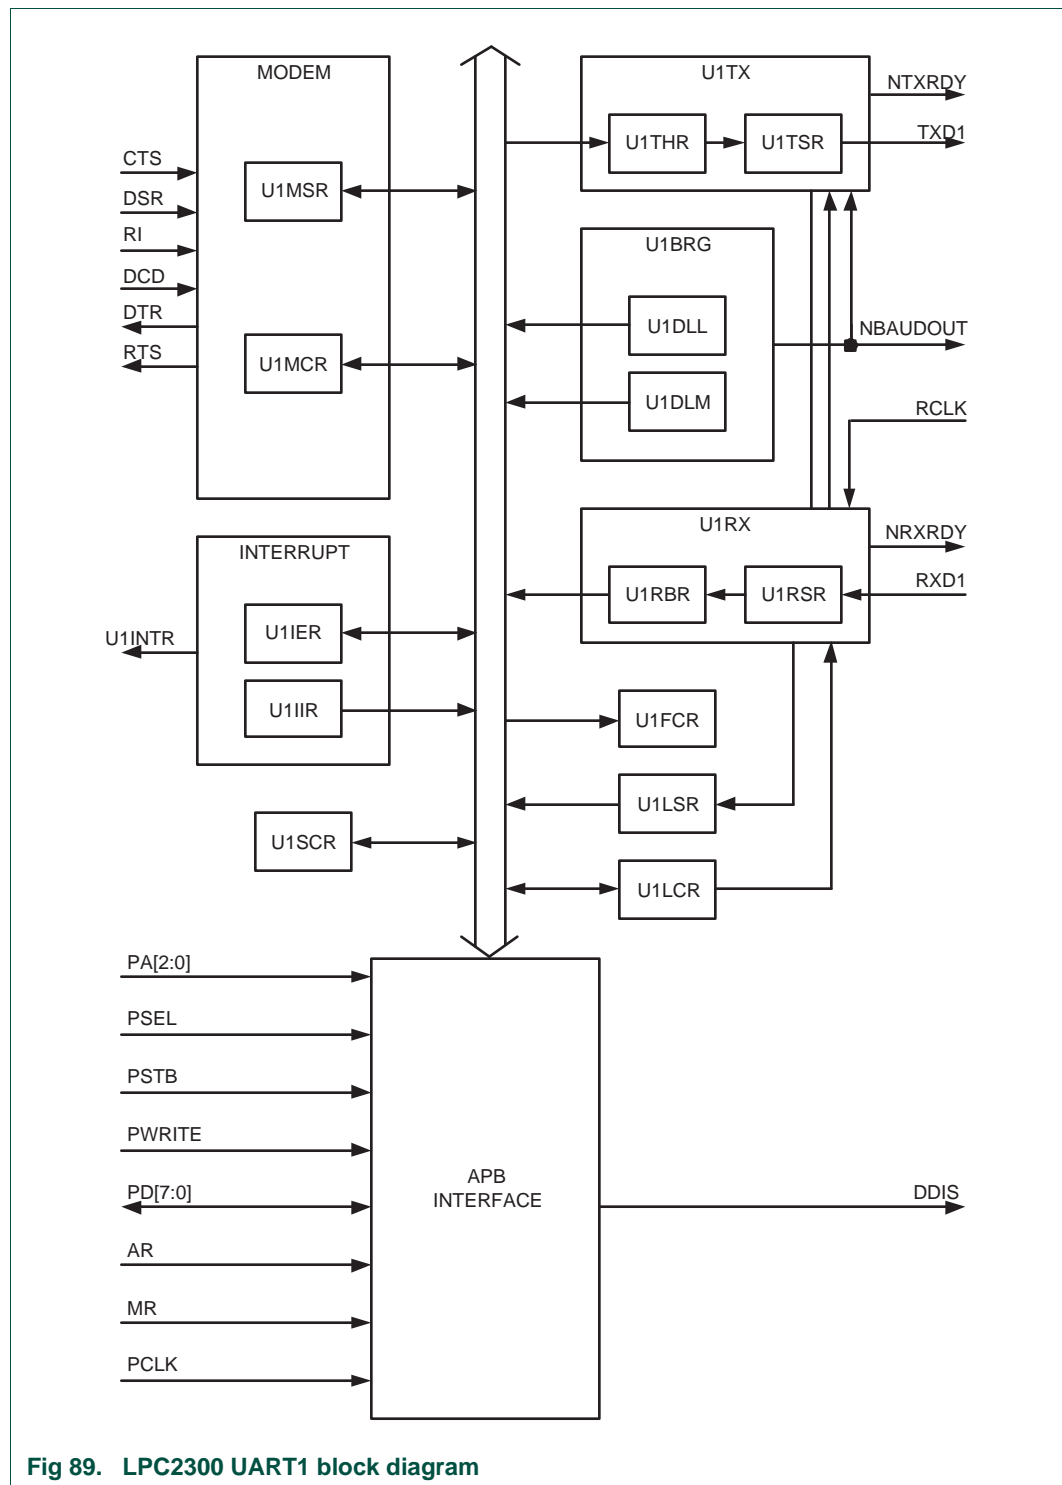 MODEM
CTS
DSR
RI
DCD
DTR
RTS
U1MSR
U1MCR
U1TX
U1THR
U1TSR
NTXRDY
TXD1
U1BRG
U1DLL
U1DLM
NBAUDOUT
RCLK
U1RX
U1RBR
U1RSR
NRXRDY
RXD1
INTERRUPT
U1INTR
U1IER
U1IIR
U1FCR
U1LSR
U1SCR
U1LCR
PA[2:0]
PSEL
PSTB
PWRITE
PD[7:0]
AR
MR
PCLK
APB
INTERFACE
DDIS
Fig 89. LPC2300 UART1 block diagram